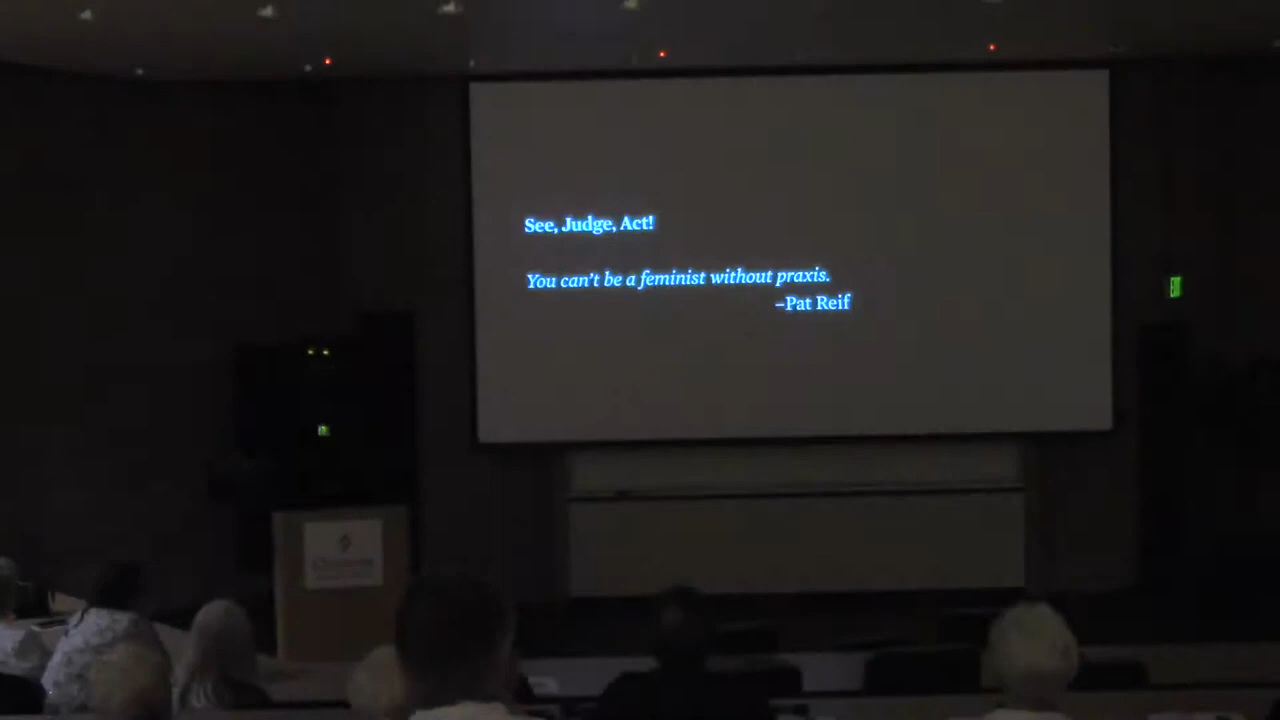 See, Judge, Act!
You can't be a feminist without praxis.
–Pat Reif